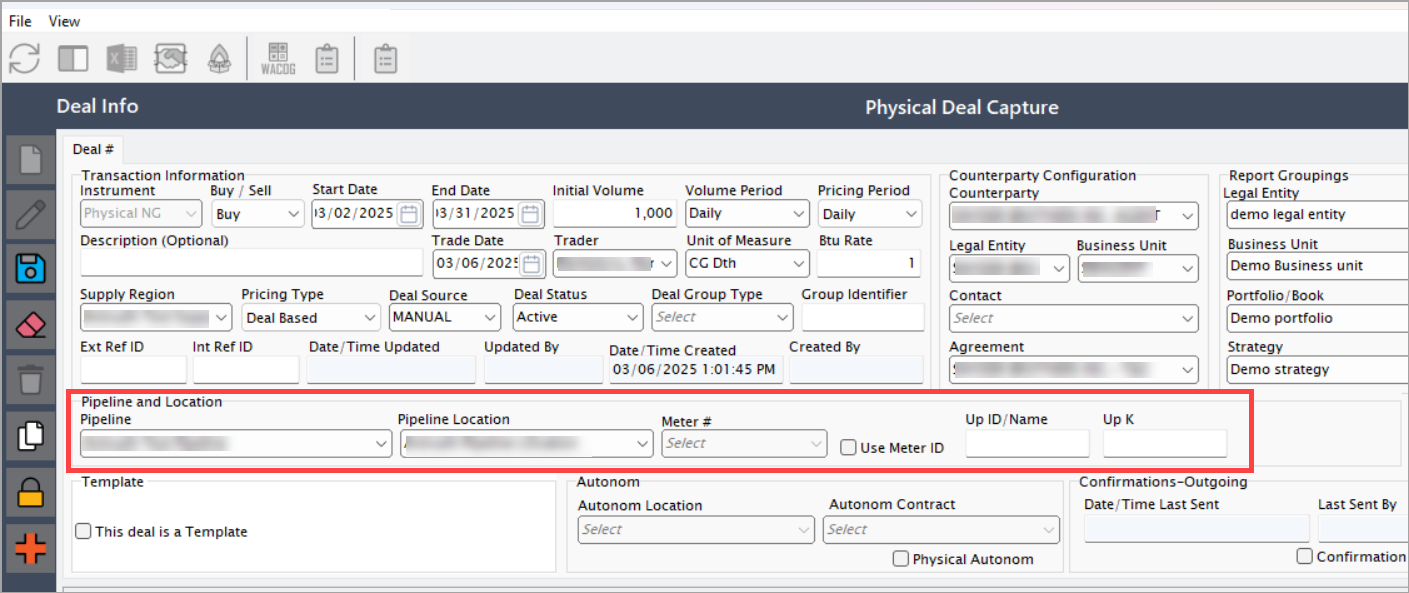 File View
WACOG
Deal Info Physical Deal Capture
Deal #
Transaction Information Counterparty Configuration Report Groupings
Instrument Buy / Sell Start Date End Date Initial Volume Volume Period Pricing Period Counterparty Legal Entity
Physical NG Buy 03/02/2025 03/31/2025 1,000 Daily Daily demo legal entity
Description (Optional) Trade Date Trader Unit of Measure Btu Rate Legal Entity Business Unit Business Unit
03/06/2025 CG Dth 1 Demo Business unit
Supply Region Pricing Type Deal Source Deal Status Deal Group Type Group Identifier Contact Portfolio/Book
Deal Based MANUAL Active Select Select Demo portfolio
Ext Ref ID Int Ref ID Date/Time Updated Updated By Date/Time Created Created By Agreement Strategy
03/06/2025 1:01:45 PM Demo strategy
Pipeline and Location
Pipeline Pipeline Location Meter # Up ID/Name Up K
Select Use Meter ID
Template Autonom Confirmations-Outgoing
Autonom Location Autonom Contract Date/Time Last Sent Last Sent By
This deal is a Template Select Select
Physical Autonom Confirmation